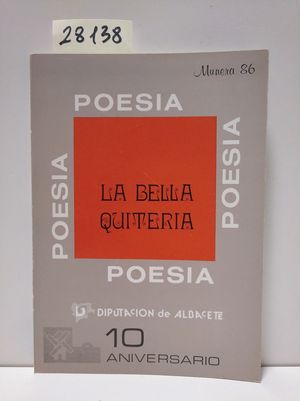 28138
Munera 86
POESIA
POESIA
POESIA
LA BELLA
QUITERIA
POESIA
DIPUTACION de ALBACETE
10
ANIVERSARIO